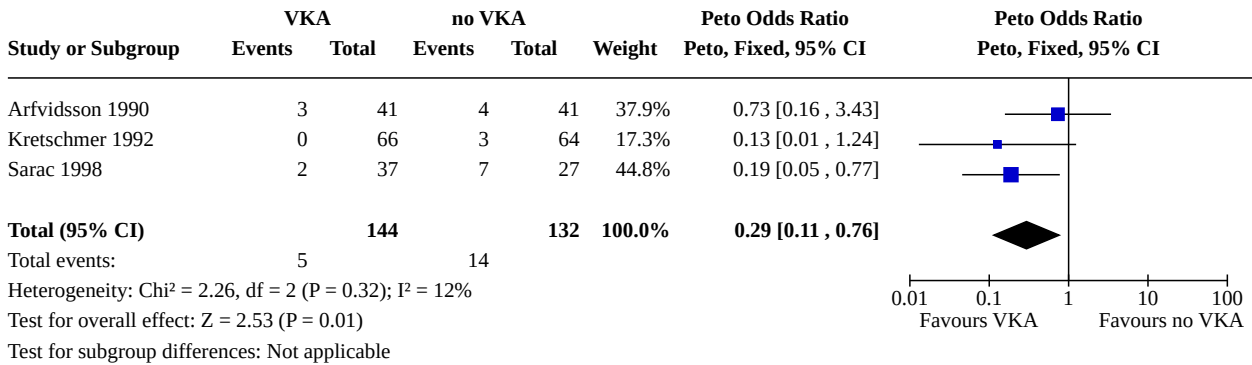 VKA no VKA Peto Odds Ratio Peto Odds Ratio
Study or Subgroup Events Total Events Total Weight Peto, Fixed, 95% CI Peto, Fixed, 95% CI
Arfvidsson 1990 3 41 4 41 37.9% 0.73 [0.16 , 3.43]
Kretschmer 1992 0 66 3 64 17.3% 0.13 [0.01 , 1.24]
Sarac 1998 2 37 7 27 44.8% 0.19 [0.05 , 0.77]
Total (95% CI) 144 132 100.0% 0.29 [0.11 , 0.76]
Total events: 5 14
Heterogeneity: Chi² = 2.26, df = 2 (P = 0.32); I² = 12%
0.01 0.1 1 10 100
Test for overall effect: Z = 2.53 (P = 0.01)
Favours VKA Favours no VKA
Test for subgroup differences: Not applicable